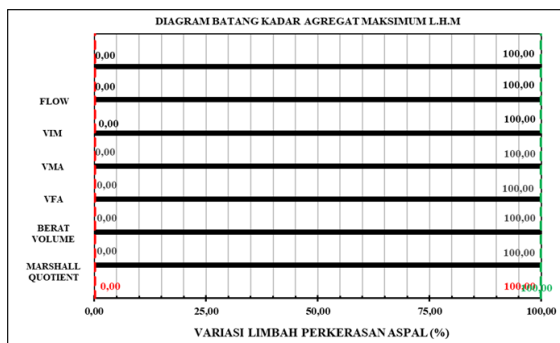 DIAGRAM BATANG KADAR AGREGAT MAKSIMUM L.H.M
0,00 100,00
0,00 100,00
FLOW
0,00 100,00
VIM
0,00 100,00
VMA
0,00 100,00
VFA
0,00 100,00
BERAT
VOLUME
0,00 100,00
MARSHALL
QUOTIENT
0,00 100,00 100,00
0,00 25,00 50,00 75,00 100,00
VARIASI LIMBAH PERKERASAN ASPAL (%)